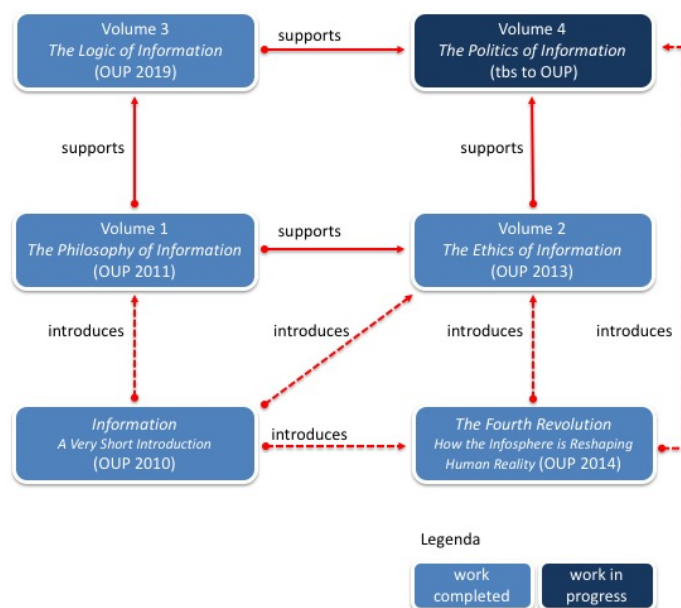 Volume 3
The Logic of Information
(OUP 2019)
supports
Volume 4
The Politics of Information
(tbs to OUP)
supports
supports
Volume 1
The Philosophy of Information
(OUP 2011)
supports
Volume 2
The Ethics of Information
(OUP 2013)
introduces
introduces
introduces
introduces
Information
A Very Short Introduction
(OUP 2010)
introduces
The Fourth Revolution
How the Infosphere is Reshaping
Human Reality (OUP 2014)
Legenda
work
completed
work in
progress